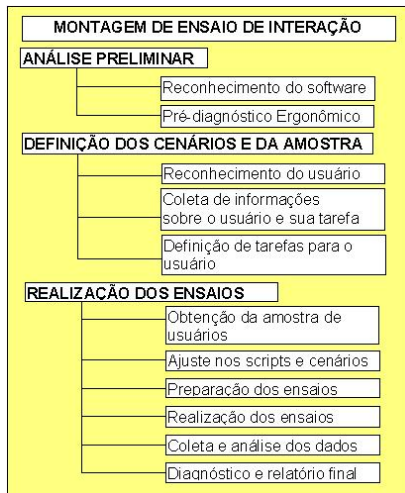 MONTAGEM DE ENSAIO DE INTERAÇÃO
ANÁLISE PRELIMINAR
Reconhecimento do software
Pré-diagnóstico Ergonômico
DEFINIÇÃO DOS CENÁRIOS E DA AMOSTRA
Reconhecimento do usuário
Coleta de informações
sobre o usuário e sua tarefa
Definição de tarefas para o
usuário
REALIZAÇÃO DOS ENSAIOS
Obtenção da amostra de
usuários
Ajuste nos scripts e cenários
Preparação dos ensaios
Realização dos ensaios
Coleta e análise dos dados
Diagnóstico e relatório final